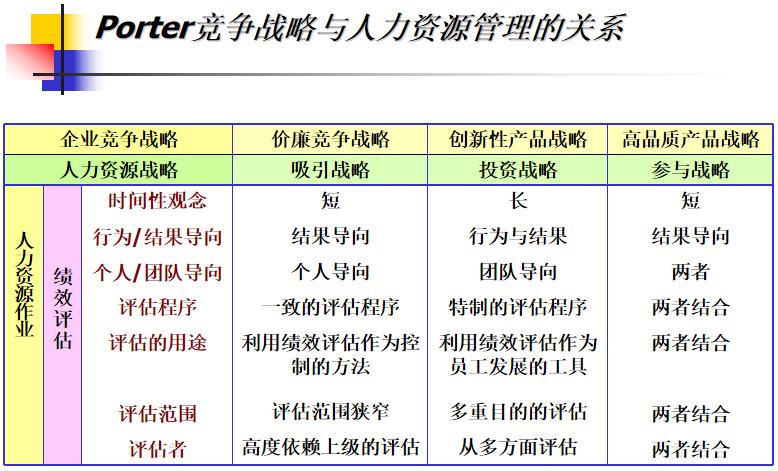 Porter竞争战略与人力资源管理的关系
企业竞争战略 价廉竞争战略 创新性产品战略 高品质产品战略
人力资源战略 吸引战略 投资战略 参与战略
人力资源作业
绩效评估
时间性观念 短 长 短
行为/结果导向 结果导向 行为与结果 结果导向
个人/团队导向 个人导向 团队导向 两者
评估程序 一致的评估程序 特制的评估程序 两者结合
评估的用途 利用绩效评估作为控 利用绩效评估作为 两者结合
制的方法 员工发展的工具
评估范围 评估范围狭窄 多重目的的评估 两者结合
评估者 高度依赖上级的评估 从多方面评估 两者结合